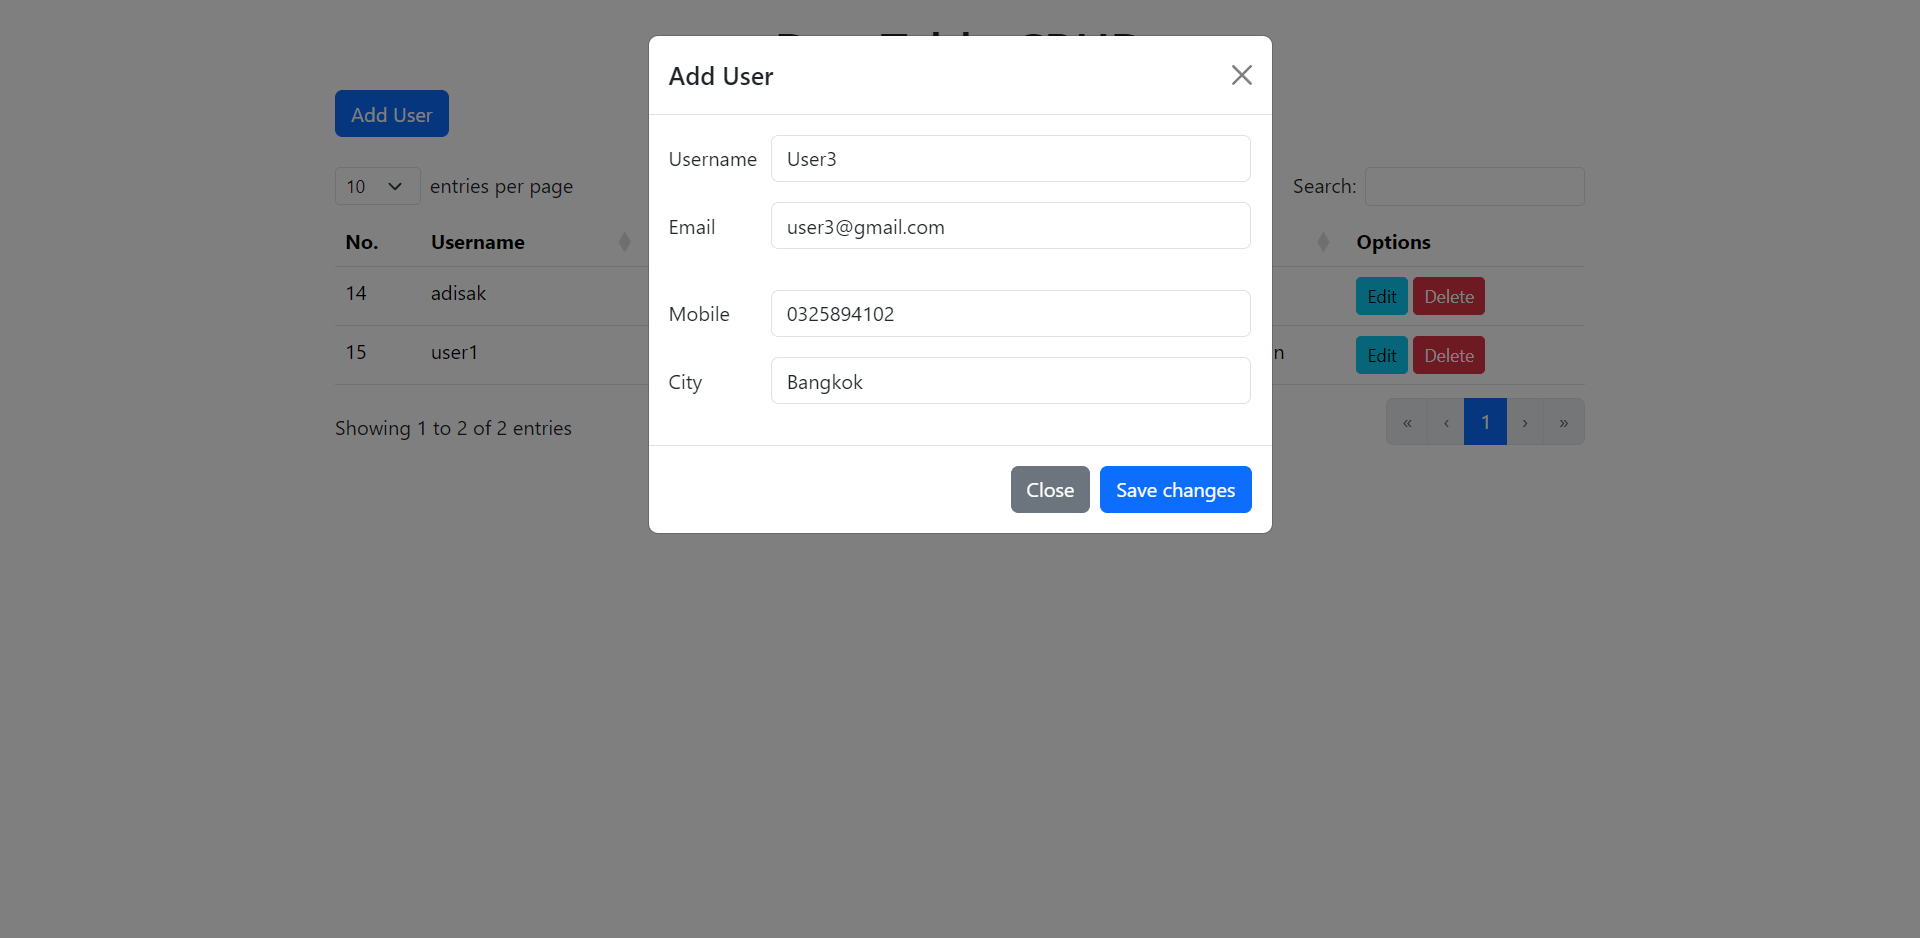 Add User
Add User
Username User3
10 entries per page
Search:
Email user3@gmail.com
No. Username Options
14 adisak Edit Delete
Mobile 0325894102
15 user1 n Edit Delete
City Bangkok
Showing 1 to 2 of 2 entries
« ‹ 1 › »
Close Save changes